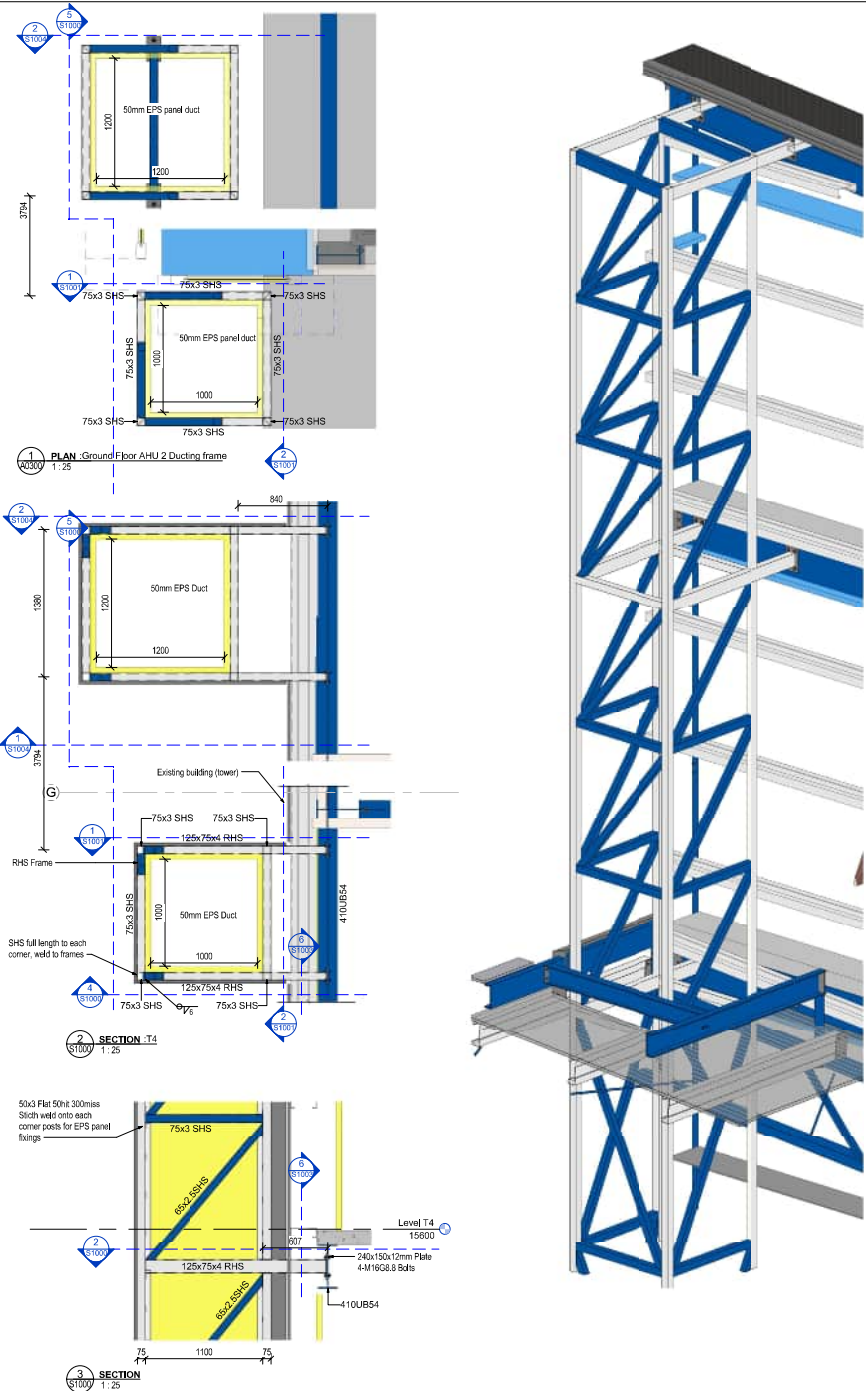 5
S1000
2
S1004
50mm EPS panel duct
1200
1200
3794
1
S1001
75x3 SHS
75x3 SHS
75x3 SHS
50mm EPS panel duct
75x3 SHS
75x3 SHS
1000
1000
75x3 SHS
75x3 SHS
75x3 SHS
1
A0300
PLAN :Ground Floor AHU 2 Ducting frame
1 : 25
2
S1001
840
2
S1004
5
S1000
50mm EPS Duct
1380
1200
1200
1
S1004
3794
Existing building (tower)
G
75x3 SHS
75x3 SHS
1
S1001
125x75x4 RHS
RHS Frame
75x3 SHS
1000
50mm EPS Duct
410UB54
SHS full length to each
corner, weld to frames
1000
6
S1003
4
S1000
125x75x4 RHS
75x3 SHS
6
75x3 SHS
2
S1001
2
S1000
SECTION :T4
1 : 25
50x3 Flat 50hit 300miss
Sticth weld onto each
corner posts for EPS panel
fixings
75x3 SHS
6
S1003
65x2.5SHS
Level T4
15600
607
2
S1000
240x150x12mm Plate
4-M16G8.8 Bolts
125x75x4 RHS
65x2.5SHS
410UB54
75
1100
75
3
S1000
SECTION
1 : 25